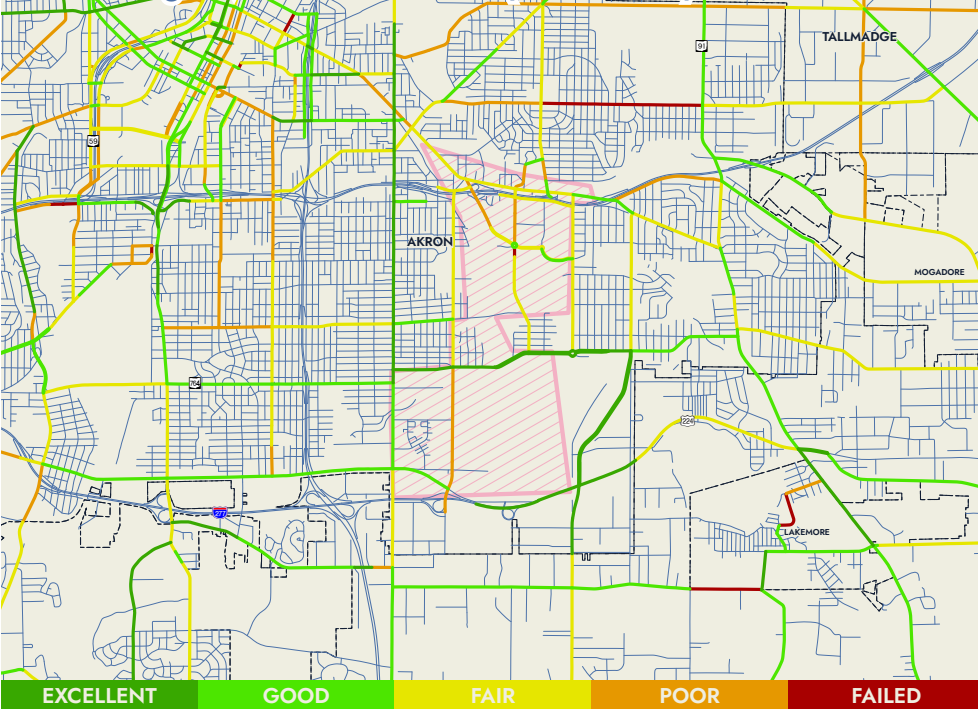 TALLMADGE
91
59
AKRON
MOGADORE
764
224
277
LAKEMORE
EXCELLENT GOOD FAIR POOR FAILED